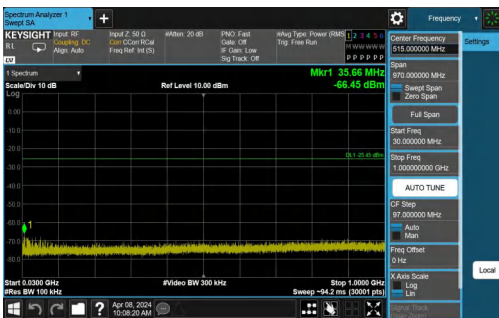 Spectrum Analyzer 1
Swept SA
Frequency
KEYSIGHT
RL
Input: RF
Coupling: DC
Align: Auto
Input Z: 50 Ω
Corr CCorr RCal
Freq Ref: Int (S)
#Atten: 20 dB
PNO: Fast
Gate: Off
IF Gain: Low
Sig Track: Off
#Avg Type: Power (RMS)
Trig: Free Run
1 2 3 4 5 6
M W W W W W
P P P P P P
LV
1 Spectrum
Scale/Div 10 dB
Log
Ref Level 10.00 dBm
Mkr1 35.66 MHz
-66.45 dBm
0.00
-10.0
-20.0
DL1 -25.45 dBm
-30.0
-40.0
-50.0
-60.0
1
-70.0
-80.0
Start 0.0300 GHz
#Res BW 100 kHz
#Video BW 300 kHz
Stop 1.0000 GHz
Sweep ~94.2 ms (30001 pts)
Apr 08, 2024
10:08:20 AM
?
Center Frequency
515.000000 MHz
Settings
Span
970.000000 MHz
Swept Span
Zero Span
Full Span
Start Freq
30.000000 MHz
Stop Freq
1.000000000 GHz
AUTO TUNE
CF Step
97.000000 MHz
Auto
Man
Freq Offset
0 Hz
X Axis Scale
Log
Lin
Local
Signal Track